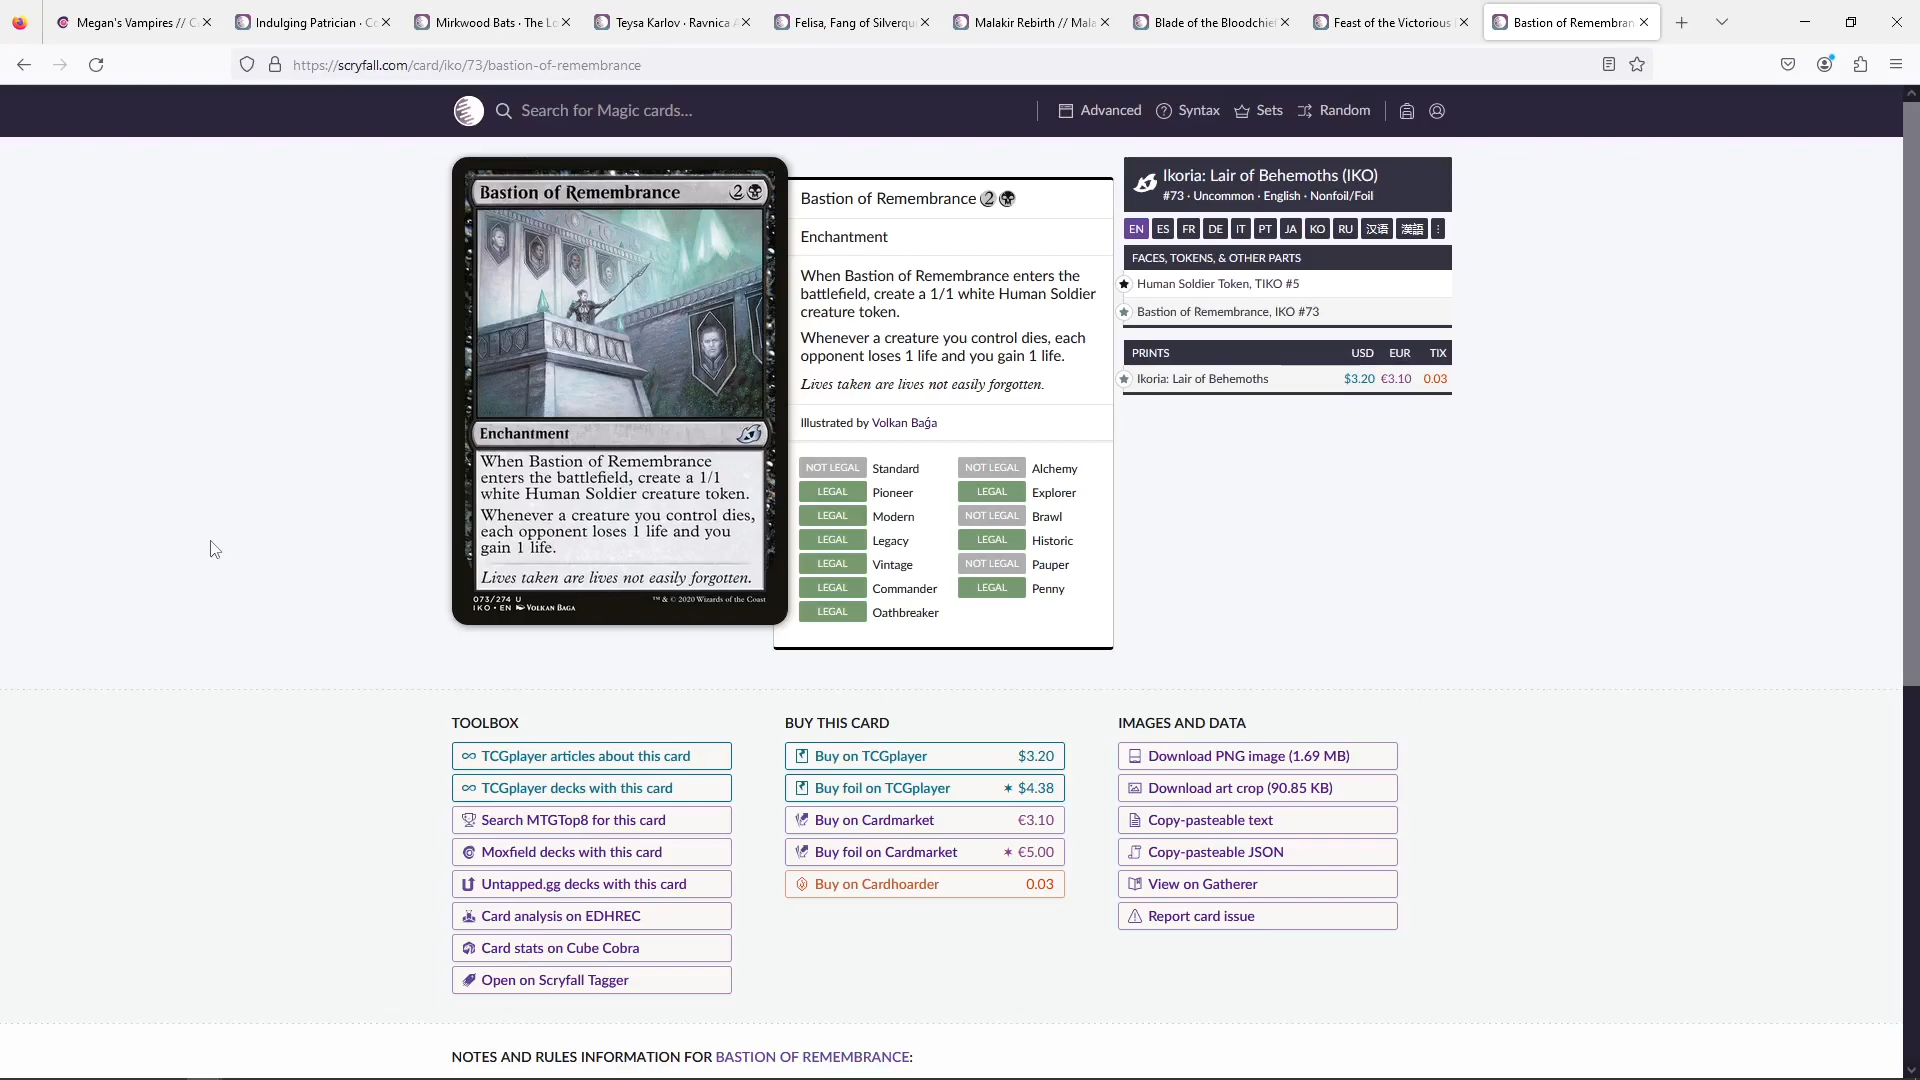 Megan's Vampires // C
Indulging Patrician · Co
Mirkwood Bats · The Lo
Teysa Karlov · Ravnica A
Felisa, Fang of Silverqu
Malakir Rebirth // Mala
Blade of the Bloodchief
Feast of the Victorious
Bastion of Remembran
https://scryfall.com/card/iko/73/bastion-of-remembrance
Search for Magic cards...
Advanced
Syntax
Sets
Random
Bastion of Remembrance 2
Enchantment
When Bastion of Remembrance
enters the battlefield, create a 1/1
white Human Soldier creature token.
Whenever a creature you control dies,
each opponent loses 1 life and you
gain 1 life.
Lives taken are lives not easily forgotten.
073/274 U
IKO • EN VOLKAN BAGA
™ & © 2020 Wizards of the Coast
Bastion of Remembrance 2
Enchantment
When Bastion of Remembrance enters the
battlefield, create a 1/1 white Human Soldier
creature token.
Whenever a creature you control dies, each
opponent loses 1 life and you gain 1 life.
Lives taken are lives not easily forgotten.
Illustrated by Volkan Baǵa
NOT LEGAL Standard NOT LEGAL Alchemy
LEGAL Pioneer LEGAL Explorer
LEGAL Modern NOT LEGAL Brawl
LEGAL Legacy LEGAL Historic
LEGAL Vintage NOT LEGAL Pauper
LEGAL Commander LEGAL Penny
LEGAL Oathbreaker
Ikoria: Lair of Behemoths (IKO)
#73 · Uncommon · English · Nonfoil/Foil
EN ES FR DE IT PT JA KO RU 汉语 漢語
FACES, TOKENS, & OTHER PARTS
Human Soldier Token, TIKO #5
Bastion of Remembrance, IKO #73
PRINTS USD EUR TIX
Ikoria: Lair of Behemoths $3.20 €3.10 0.03
TOOLBOX
TCGplayer articles about this card
TCGplayer decks with this card
Search MTGTop8 for this card
Moxfield decks with this card
Untapped.gg decks with this card
Card analysis on EDHREC
Card stats on Cube Cobra
Open on Scryfall Tagger
BUY THIS CARD
Buy on TCGplayer $3.20
Buy foil on TCGplayer ✶ $4.38
Buy on Cardmarket €3.10
Buy foil on Cardmarket ✶ €5.00
Buy on Cardhoarder 0.03
IMAGES AND DATA
Download PNG image (1.69 MB)
Download art crop (90.85 KB)
Copy-pasteable text
Copy-pasteable JSON
View on Gatherer
Report card issue
NOTES AND RULES INFORMATION FOR BASTION OF REMEMBRANCE: